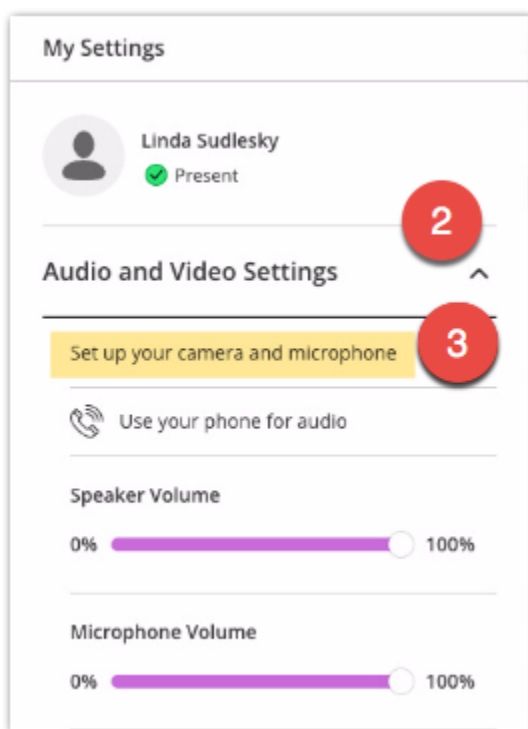 My Settings
Linda Sudlesky
Present
2
Audio and Video Settings
3
Set up your camera and microphone
Use your phone for audio
Speaker Volume
0% 100%
Microphone Volume
0% 100%